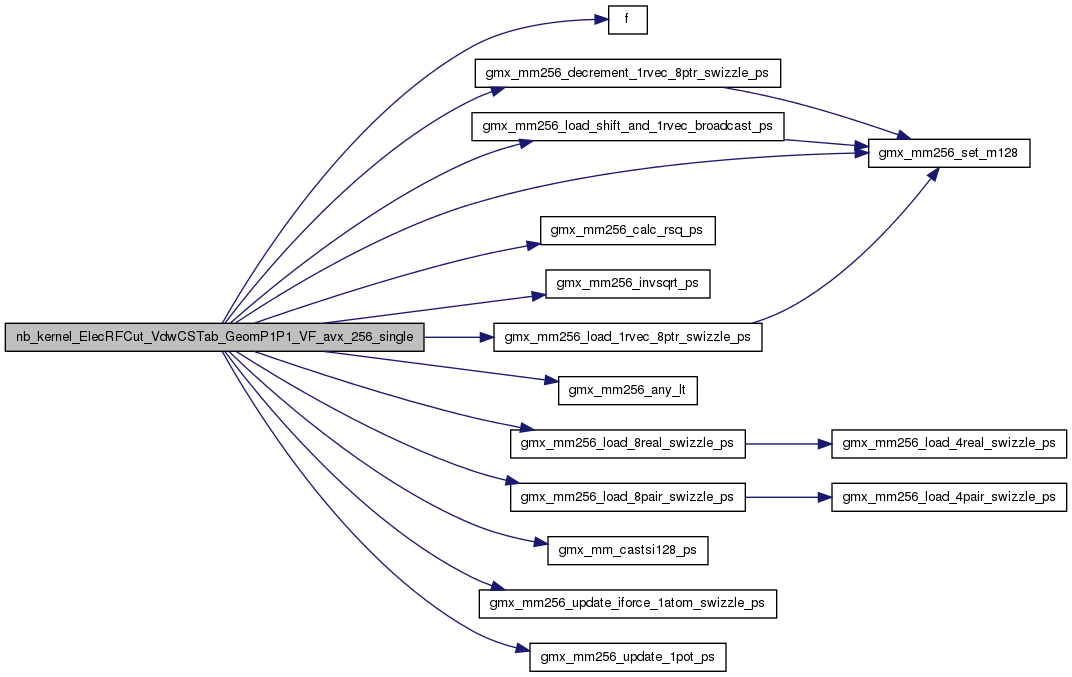 f
gmx_mm256_decrement_1rvec_8ptr_swizzle_ps
gmx_mm256_load_shift_and_1rvec_broadcast_ps
gmx_mm256_set_m128
gmx_mm256_calc_rsq_ps
gmx_mm256_invsqrt_ps
nb_kernel_ElecRFCut_VdwCSTab_GeomP1P1_VF_avx_256_single
gmx_mm256_load_1rvec_8ptr_swizzle_ps
gmx_mm256_any_lt
gmx_mm256_load_8real_swizzle_ps
gmx_mm256_load_4real_swizzle_ps
gmx_mm256_load_8pair_swizzle_ps
gmx_mm256_load_4pair_swizzle_ps
gmx_mm_castsi128_ps
gmx_mm256_update_iforce_1atom_swizzle_ps
gmx_mm256_update_1pot_ps